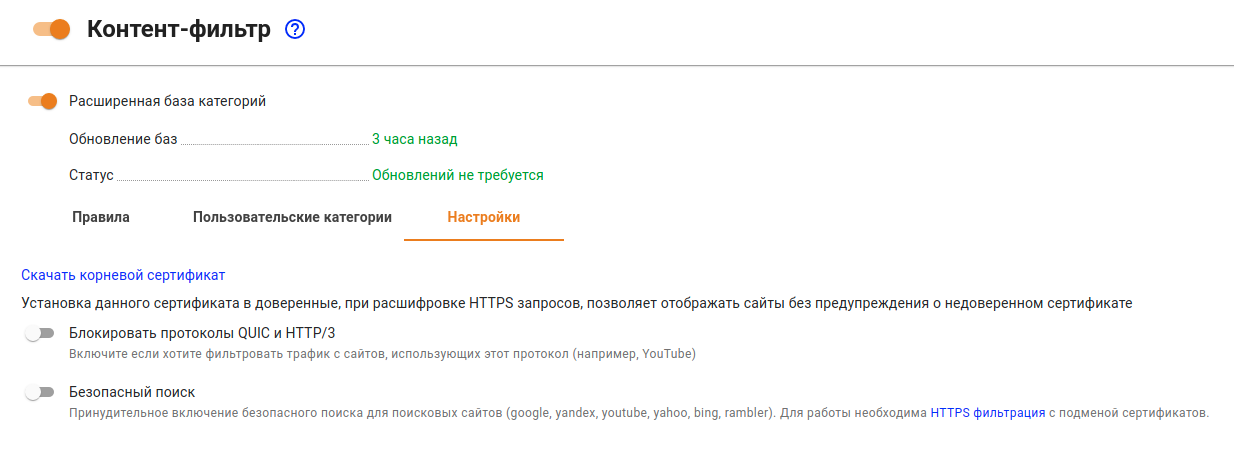 Контент-фильтр ?
Расширенная база категорий
Обновление баз 3 часа назад
Статус Обновлений не требуется
Правила Пользовательские категории Настройки
Скачать корневой сертификат
Установка данного сертификата в доверенные, при расшифровке HTTPS запросов, позволяет отображать сайты без предупреждения о недоверенном сертификате
Блокировать протоколы QUIC и HTTP/3
Включите если хотите фильтровать трафик с сайтов, использующих этот протокол (например, YouTube)
Безопасный поиск
Принудительное включение безопасного поиска для поисковых сайтов (google, yandex, youtube, yahoo, bing, rambler). Для работы необходима HTTPS фильтрация с подменой сертификатов.